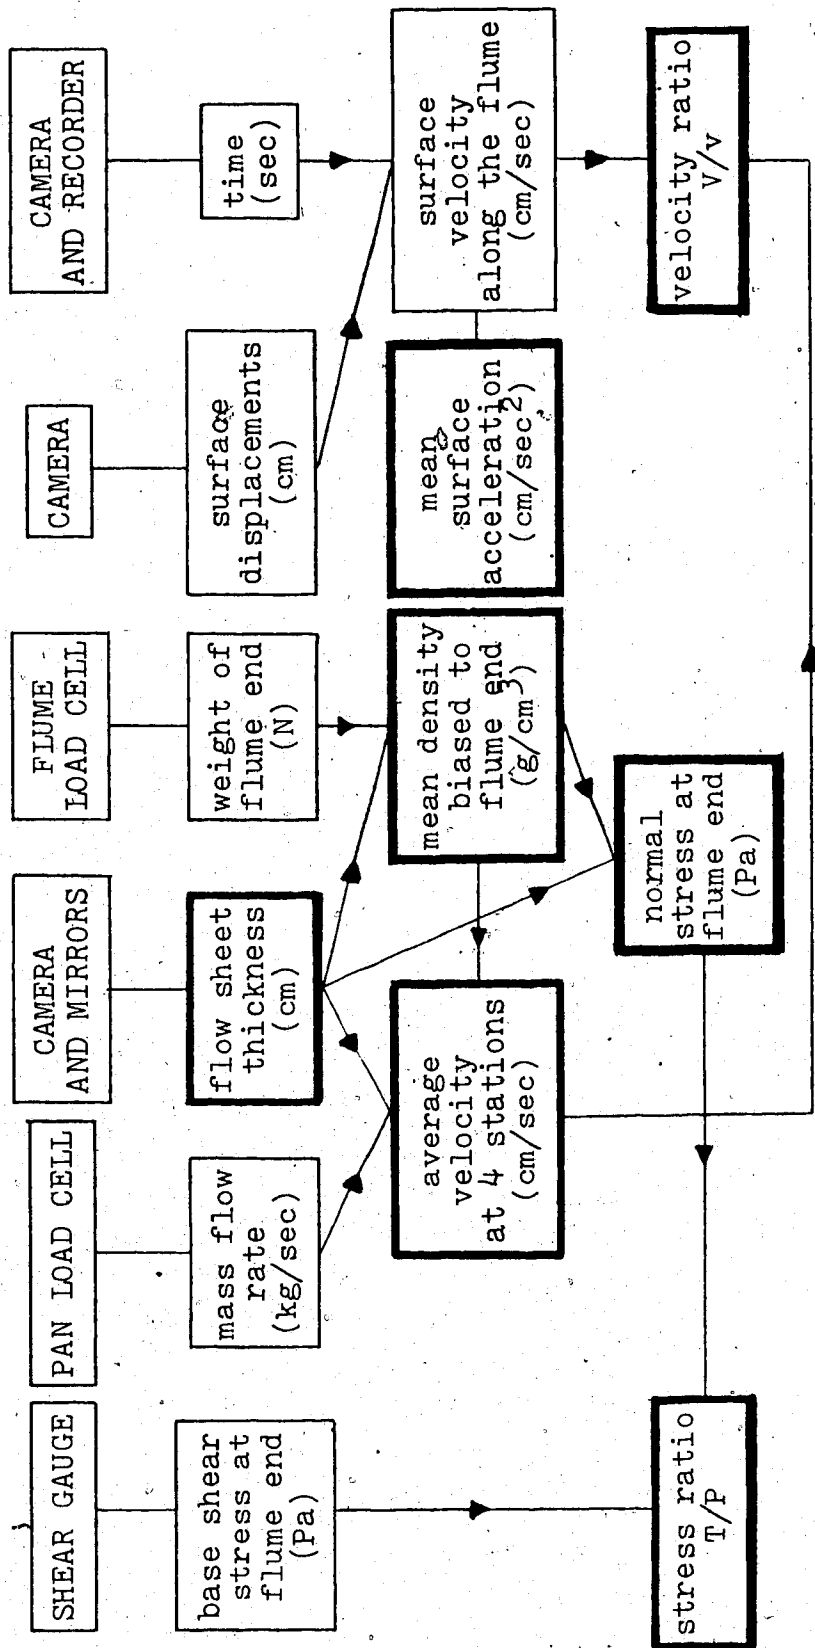 SHEAR GAUGE
PAN LOAD CELL
CAMERA
AND MIRRORS
FLUME
LOAD CELL
CAMERA
CAMERA
AND RECORDER
base shear
stress at
flume end
(Pa)
mass flow
rate
(kg/sec)
flow sheet
thickness
(cm)
weight of
flume end
(N)
surface
displacements
(cm)
time
(sec)
average
velocity
at 4 stations
(cm/sec)
mean density
biased to
flume end
(g/cm³)
mean
surface
acceleration
(cm/sec²)
surface
velocity
along the flume
(cm/sec)
normal
stress at
flume end
(Pa)
stress ratio
T/P
velocity ratio
V/v